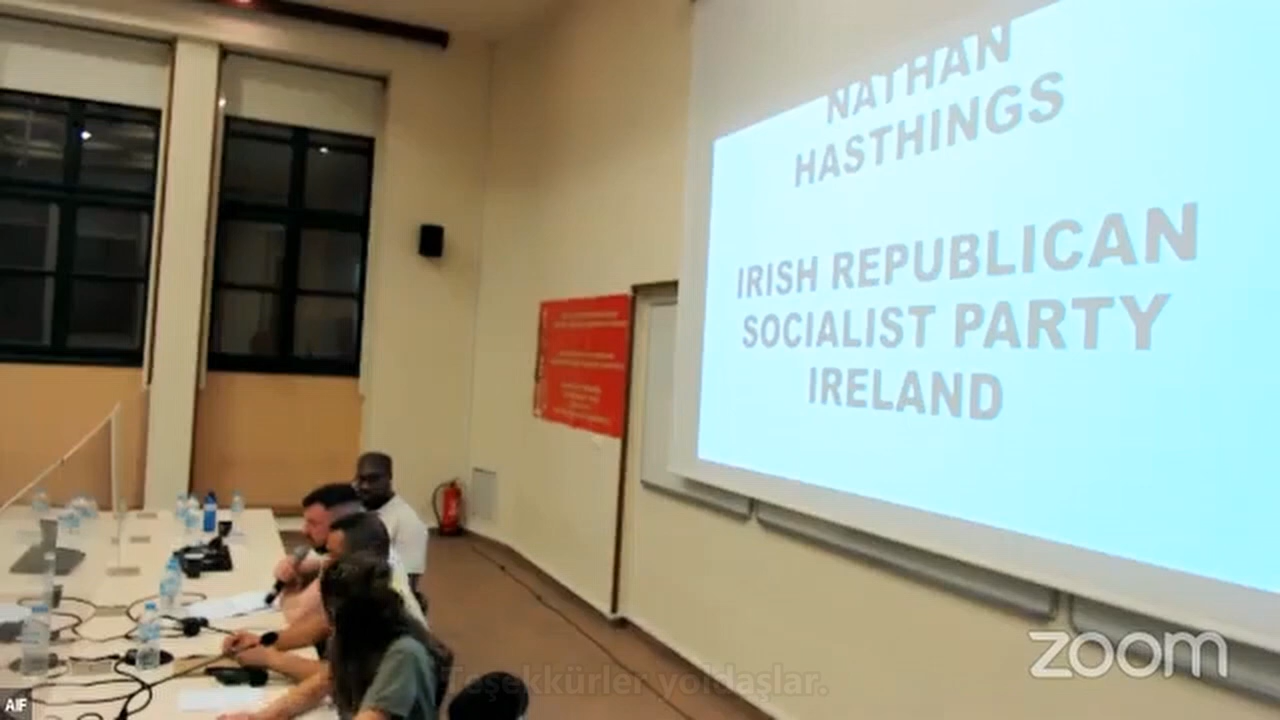 NATHAN
HASTHINGS
IRISH REPUBLICAN
SOCIALIST PARTY
IRELAND
zoom
Teşekkürler yoldaşlar.
AIF